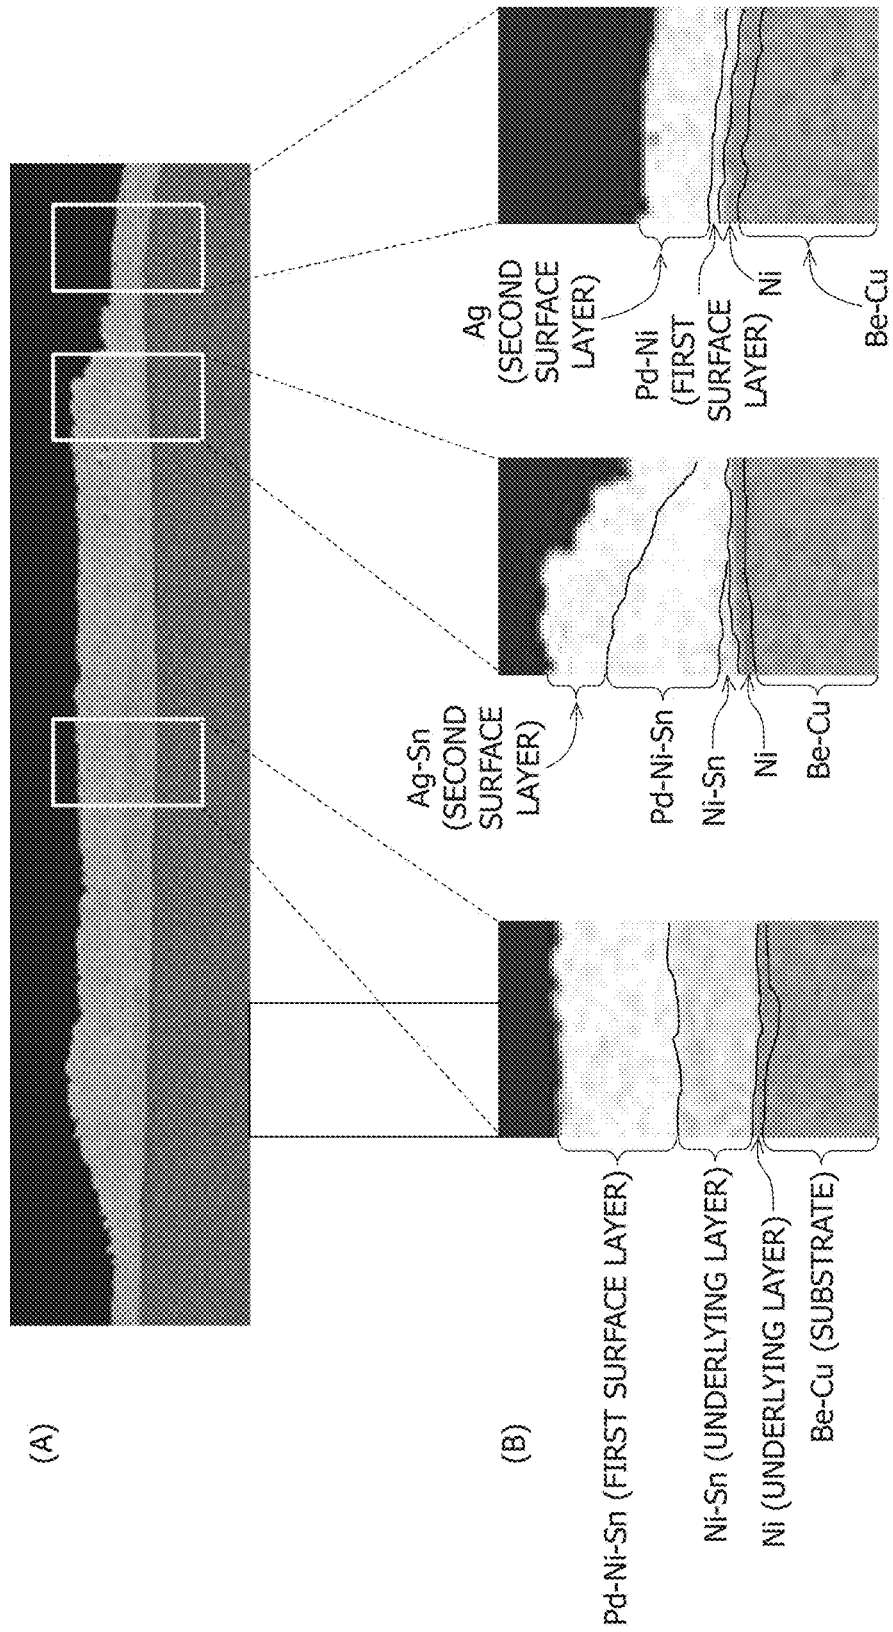 (A)
(B)
Pd-Ni-Sn (FIRST SURFACE LAYER)
Ni-Sn (UNDERLYING LAYER)
Ni (UNDERLYING LAYER)
Be-Cu (SUBSTRATE)
Ag-Sn
(SECOND
SURFACE
LAYER)
Pd-Ni-Sn
Ni-Sn
Ni
Be-Cu
Ag
(SECOND
SURFACE
LAYER)
Pd-Ni
(FIRST
SURFACE
LAYER)
Ni
Be-Cu